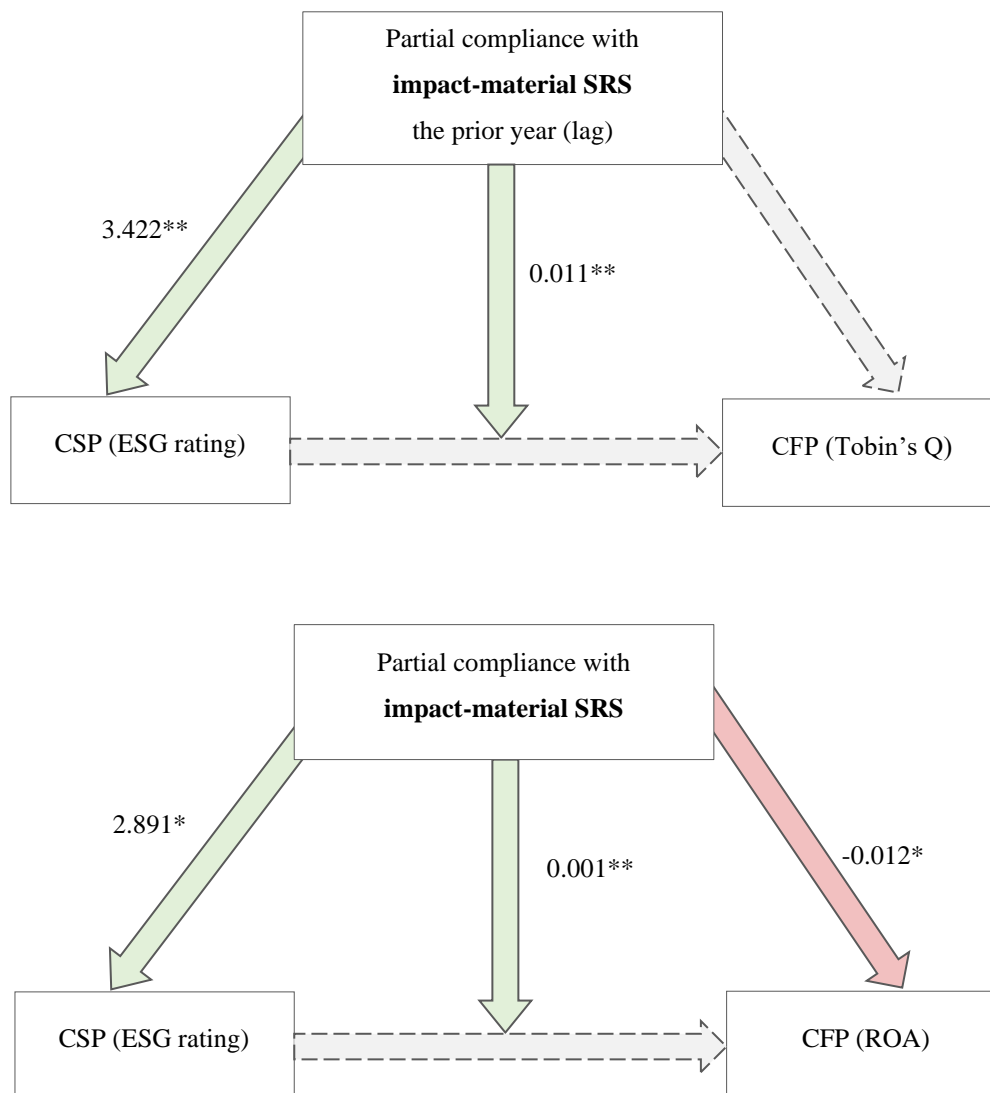 Partial compliance with
impact-material SRS
the prior year (lag)
3.422**
0.011**
CSP (ESG rating)
CFP (Tobin's Q)
Partial compliance with
impact-material SRS
2.891*
0.001**
-0.012*
CSP (ESG rating)
CFP (ROA)